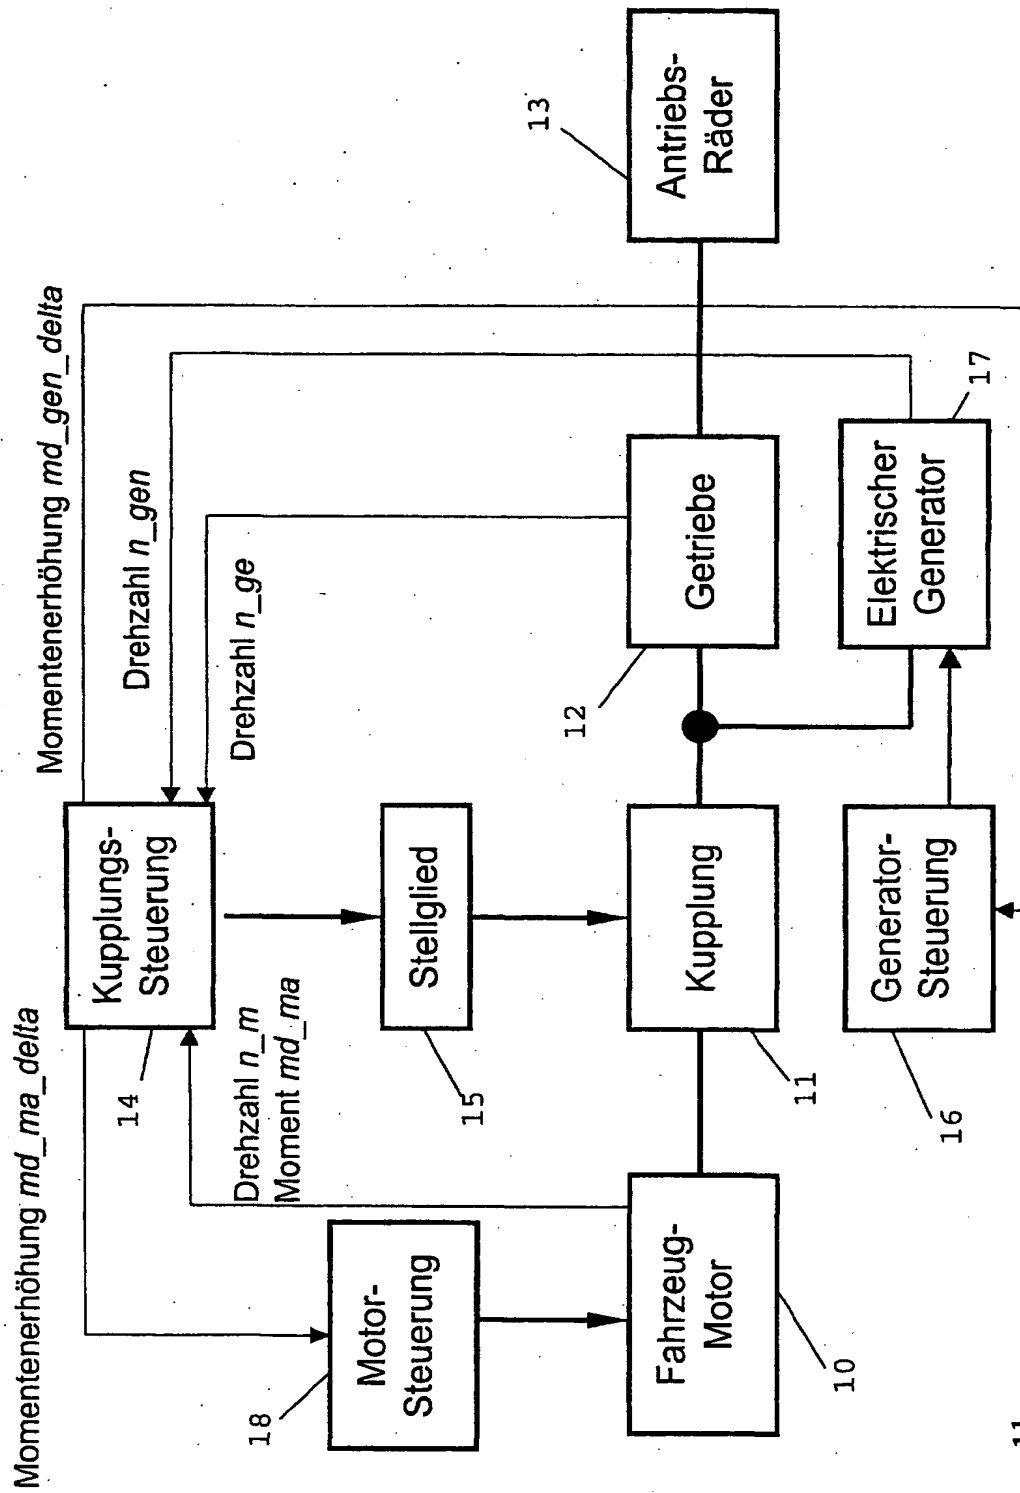 Momentenerhöhung md_ma_delta
Momentenerhöhung md_gen_delta
Drehzahl n_gen
Drehzahl n_ge
Kupplungs-
Steuerung
14
Drehzahl n_m
Moment md_ma
18
Motor-
Steuerung
Stellglied
15
Fahrzeug-
Motor
10
Kupplung
11
12
Getriebe
13
Antriebs-
Räder
Generator-
Steuerung
16
Elektrischer
Generator
17